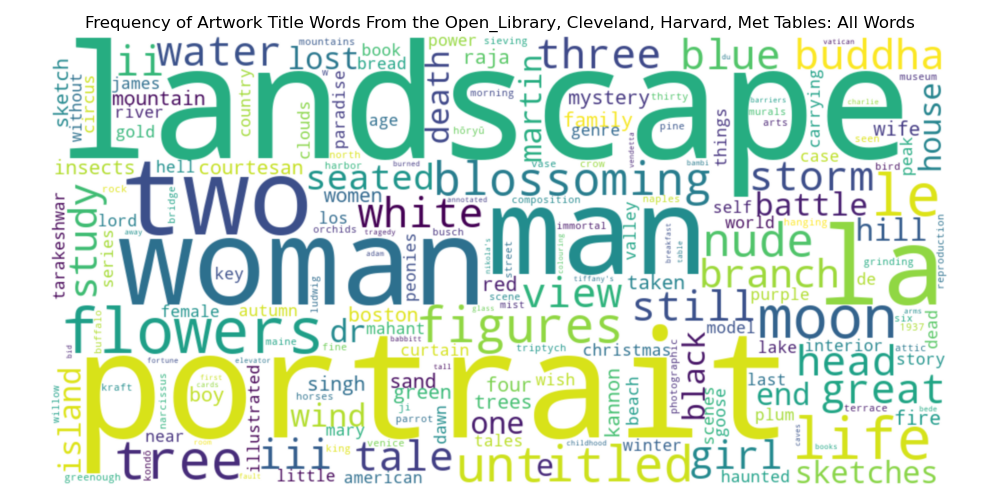 Frequency of Artwork Title Words From the Open_Library, Cleveland, Harvard, Met Tables: All Words
landscape
portrait
woman
man
two
la
flowers
tree
life
moon
blossoming
figures
untitled
three
blue
buddha
water
lost
ii
book
bread
power
sieving
raja
mountains
vatican
museum
sketch
without
circus
james
mountain
river
gold
country
clouds
paradise
w
age
death
morning
martin
mystery
thirty
family
genre
pine
hōryū
vendetta
things
du
barriers
murals
arts
carrying
charlie
seen
wife
house
peak
bird
case
insects
hell
courtesan
north
harbor
burned
seated
vase
crow
bambi
storm
le
study
rock
lord
away
bridge
series
tarakeshwar
key
women
los
orchids
tragedy
adam
ludwig
white
annotated
busch
peonies
composition
immortal
nikola's
street
colouring
valley
naples
breakfast
table
self
battle
world
hanging
hill
grinding
reproduction
nude
branch
de
red
scene
mist
tiffany's
view
taken
still
purple
model
lake
interior
attic
six
arms
1937
dead
story
head
great
buffalo
female
autumn
maine
fine
boston
dr
mahant
babbitt
curtain
glass
triptych
christmas
photographic
black
bid
fortune
elevator
tall
island
willow
kraft
narcissus
first
cards
boy
illustrated
singh
horses
sand
green
ji
parrot
dawn
four
trees
wish
kannon
beach
scenes
goose
last
end
plum
terrace
fire
bede
near
kondō
greenough
room
fault
iii
little
wind
mary
venice
king
american
tale
one
tales
e
childhood
winter
girl
haunted
caves
books
sketches